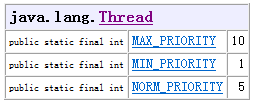 java.lang.Thread
public static final int MAX_PRIORITY 10
public static final int MIN_PRIORITY 1
public static final int NORM_PRIORITY 5